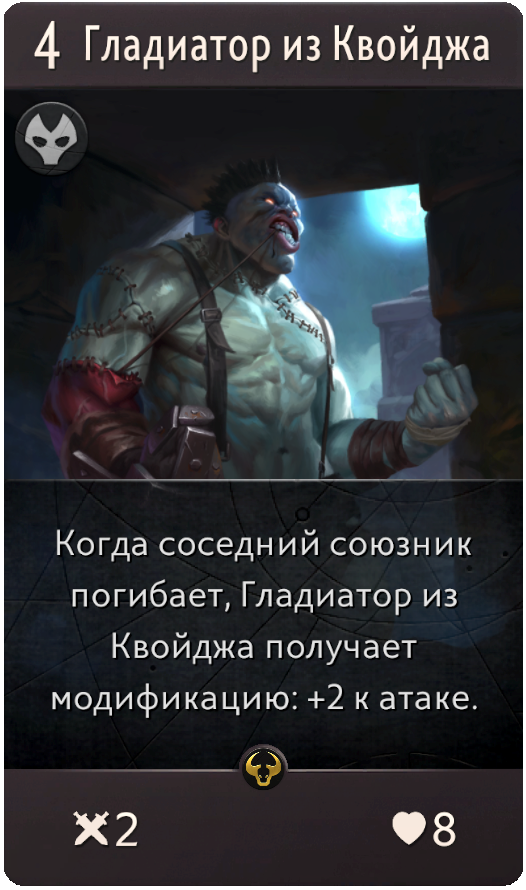 4 Гладиатор из Квойджа
Когда соседний союзник
погибает, Гладиатор из
Квойджа получает
модификацию: +2 к атаке.
2 8